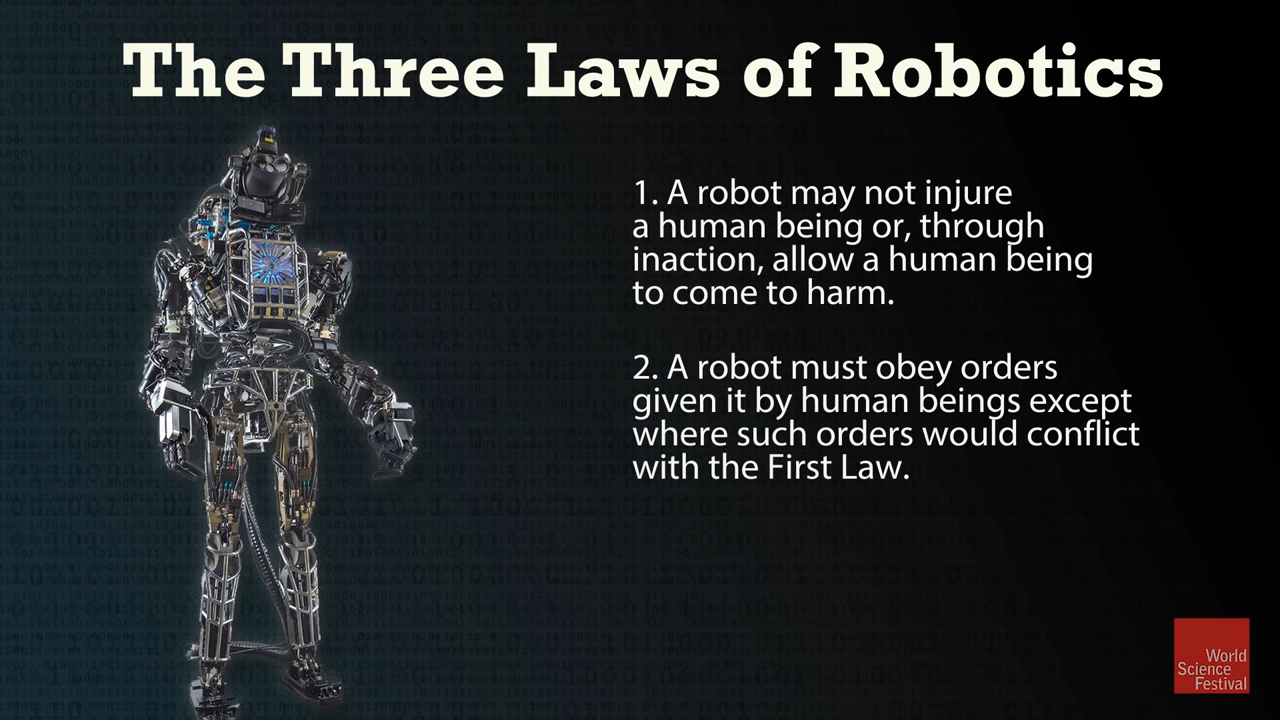 The Three Laws of Robotics
1. A robot may not injure
a human being or, through
inaction, allow a human being
to come to harm.
2. A robot must obey orders
given it by human beings except
where such orders would conflict
with the First Law.
World
Science
Festival